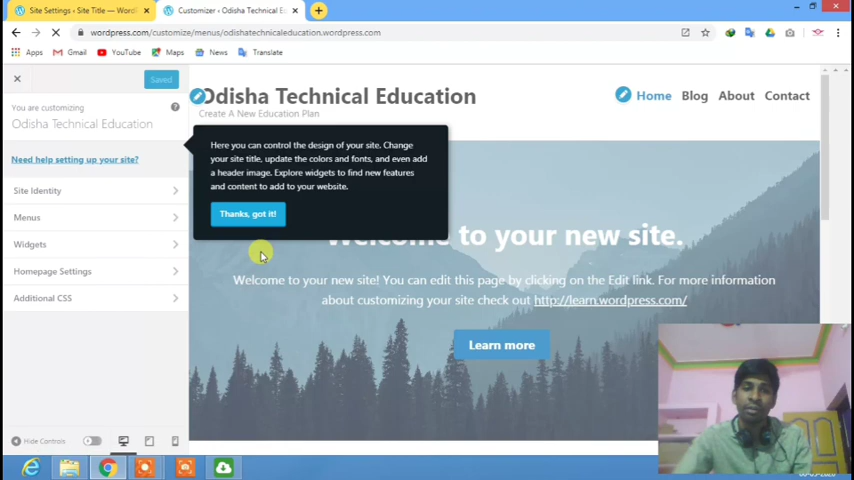 Site Settings ‹ Site Title — Word
Customizer ‹ Odisha Technical E
wordpress.com/customize/menus/odishatechnicaleducation.wordpress.com
Apps
Gmail
YouTube
Maps
News
Translate
Saved
You are customizing
Odisha Technical Education
Need help setting up your site?
Site Identity
Menus
Widgets
Homepage Settings
Additional CSS
Hide Controls
Odisha Technical Education
Create A New Education Plan
Home Blog About Contact
Here you can control the design of your site. Change
your site title, update the colors and fonts, and even add
a header image. Explore widgets to find new features
and content to add to your website.
Thanks, got it!
Welcome to your new site.
Welcome to your new site! You can edit this page by clicking on the Edit link. For more information
about customizing your site check out http://learn.wordpress.com/
Learn more